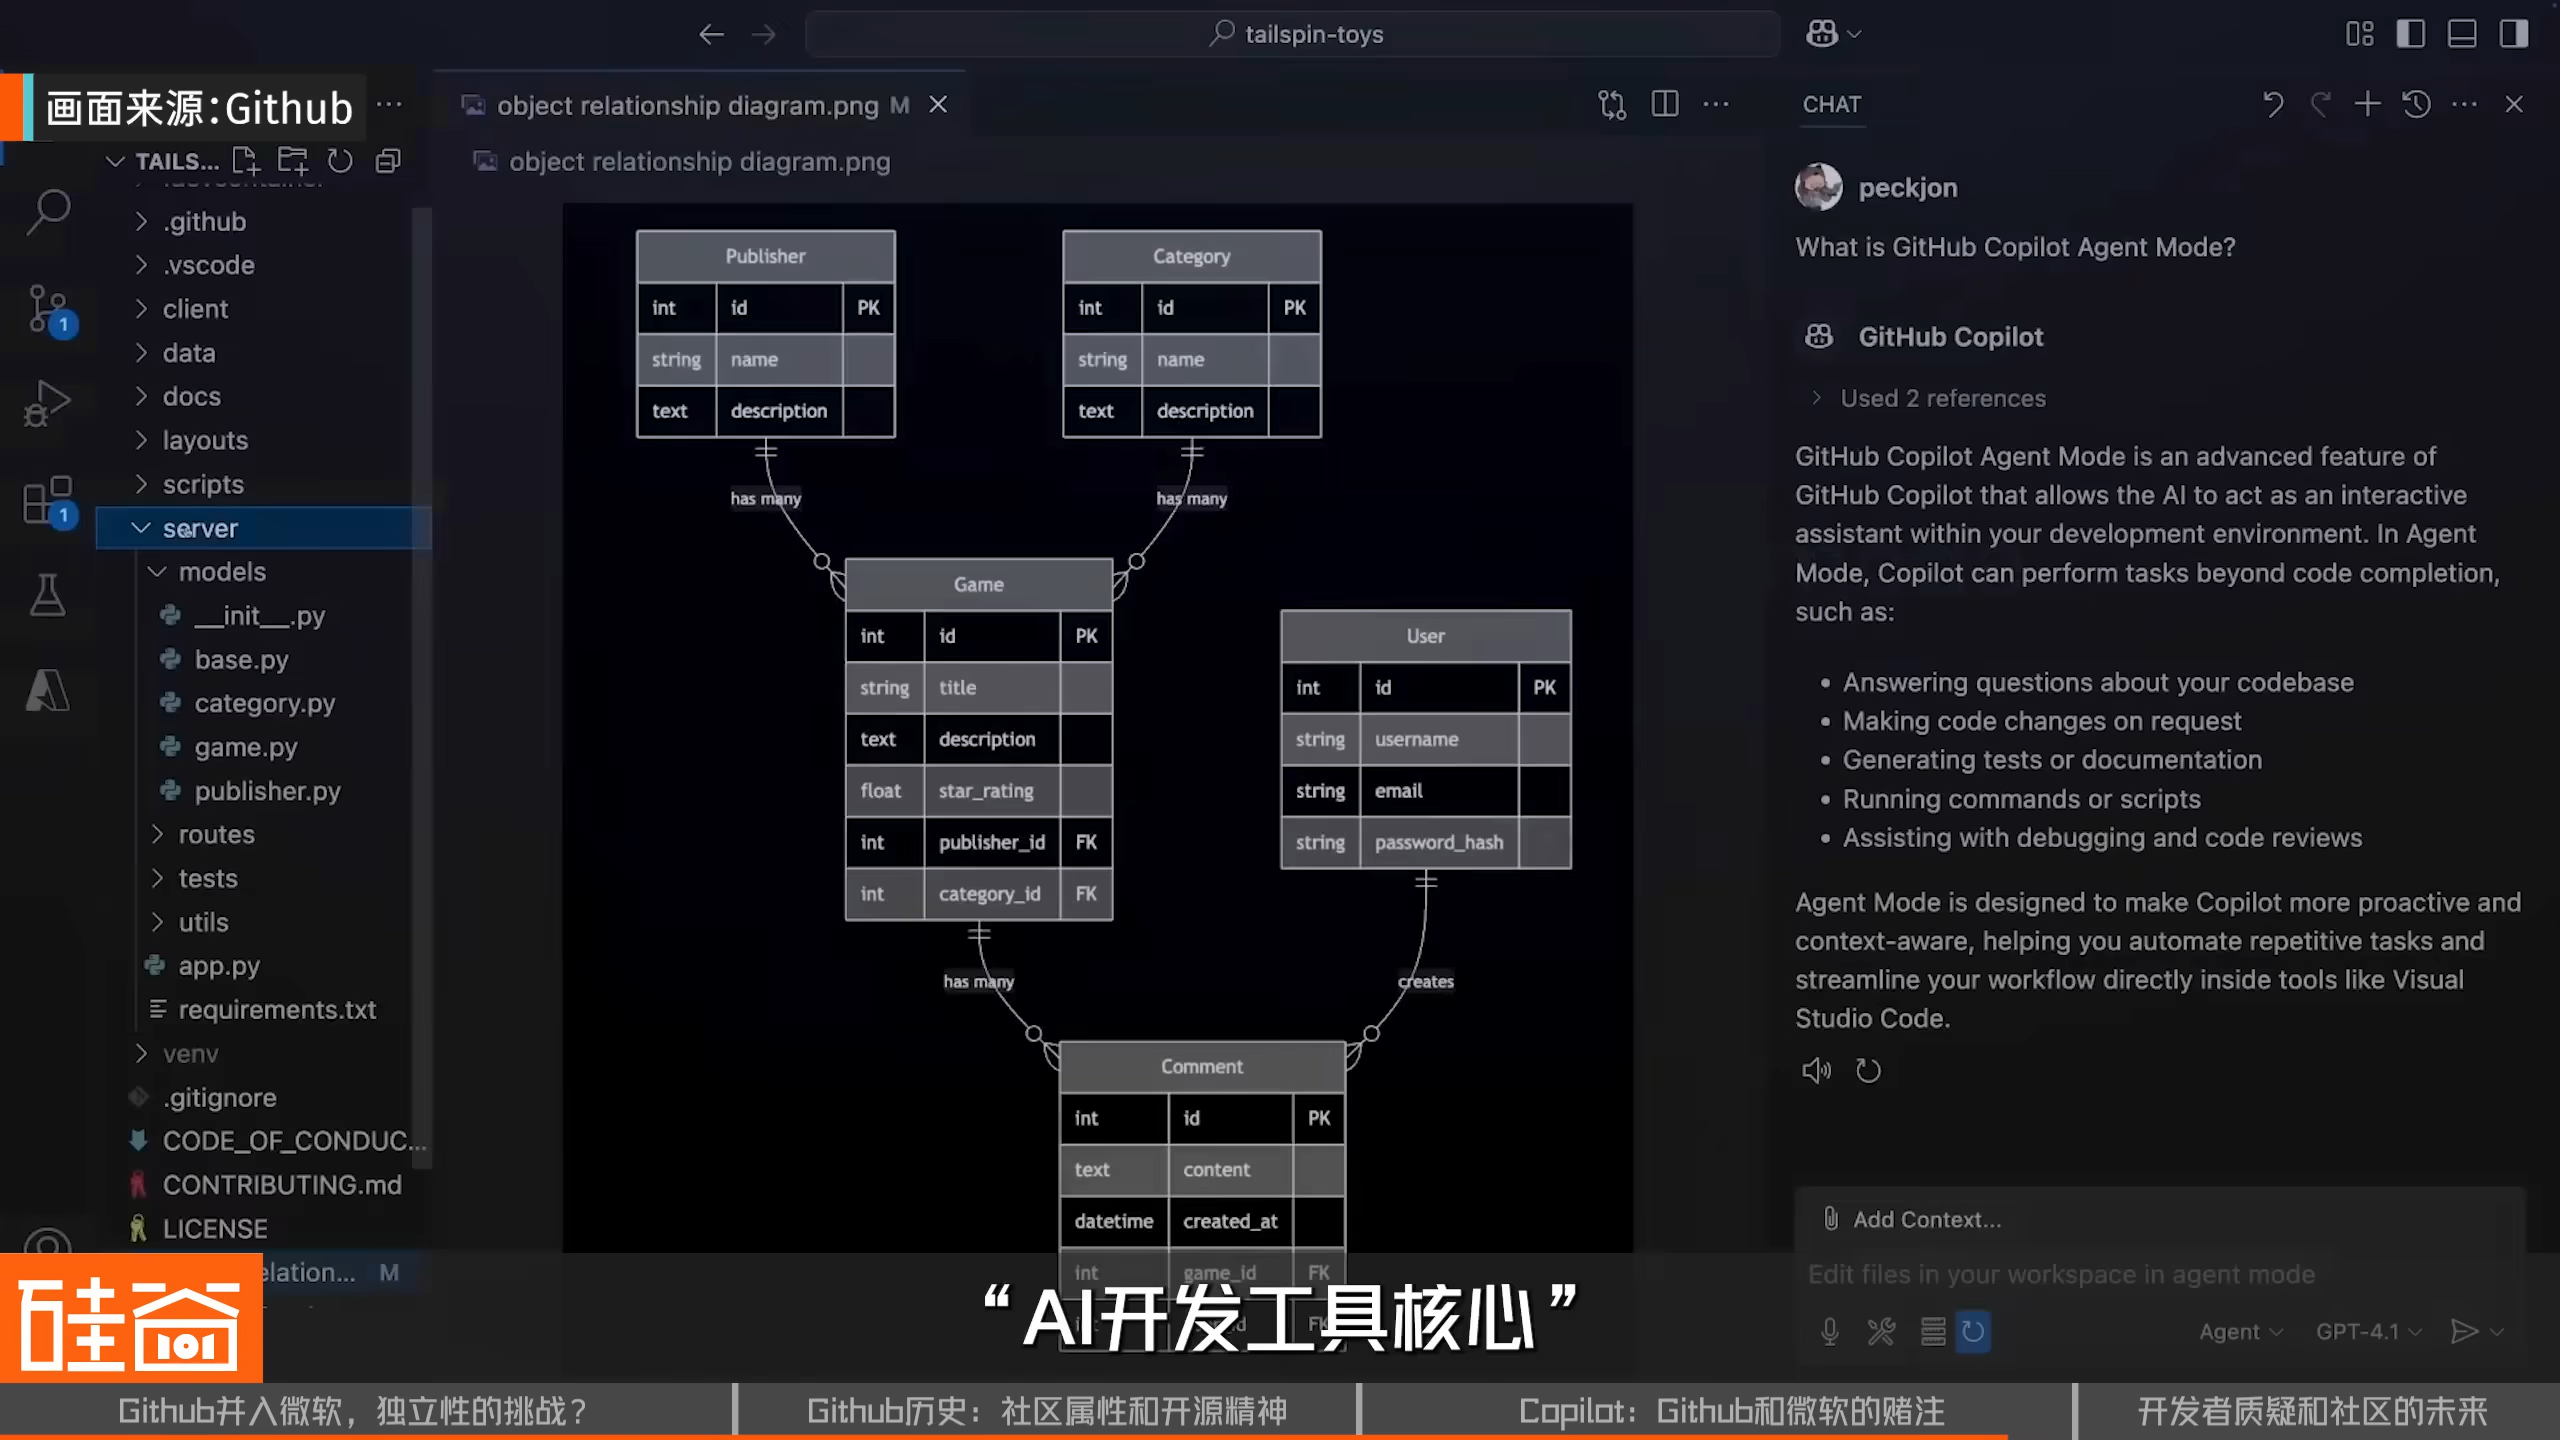 tailspin-toys
画面来源:Github
object relationship diagram.png M
CHAT
TAILS...
object relationship diagram.png
.github
.vscode
client
data
docs
layouts
scripts
server
models
__init__.py
base.py
category.py
game.py
publisher.py
routes
tests
utils
app.py
requirements.txt
venv
.gitignore
CODE_OF_CONDUC...
CONTRIBUTING.md
LICENSE
elation... M
1
1
Publisher
int id PK
string name
text description
Category
int id PK
string name
text description
has many
has many
Game
int id PK
string title
text description
float star_rating
int publisher_id FK
int category_id FK
User
int id PK
string username
string email
string password_hash
has many
creates
Comment
int id PK
text content
datetime created_at
int game_id FK
peckjon
What is GitHub Copilot Agent Mode?
GitHub Copilot
Used 2 references
GitHub Copilot Agent Mode is an advanced feature of
GitHub Copilot that allows the AI to act as an interactive
assistant within your development environment. In Agent
Mode, Copilot can perform tasks beyond code completion,
such as:
• Answering questions about your codebase
• Making code changes on request
• Generating tests or documentation
• Running commands or scripts
• Assisting with debugging and code reviews
Agent Mode is designed to make Copilot more proactive and
context-aware, helping you automate repetitive tasks and
streamline your workflow directly inside tools like Visual
Studio Code.
Add Context...
Edit files in your workspace in agent mode
Agent GPT-4.1
硅谷
101
“AI开发工具核心”
Github并入微软，独立性的挑战？
Github历史：社区属性和开源精神
Copilot：Github和微软的赌注
开发者质疑和社区的未来